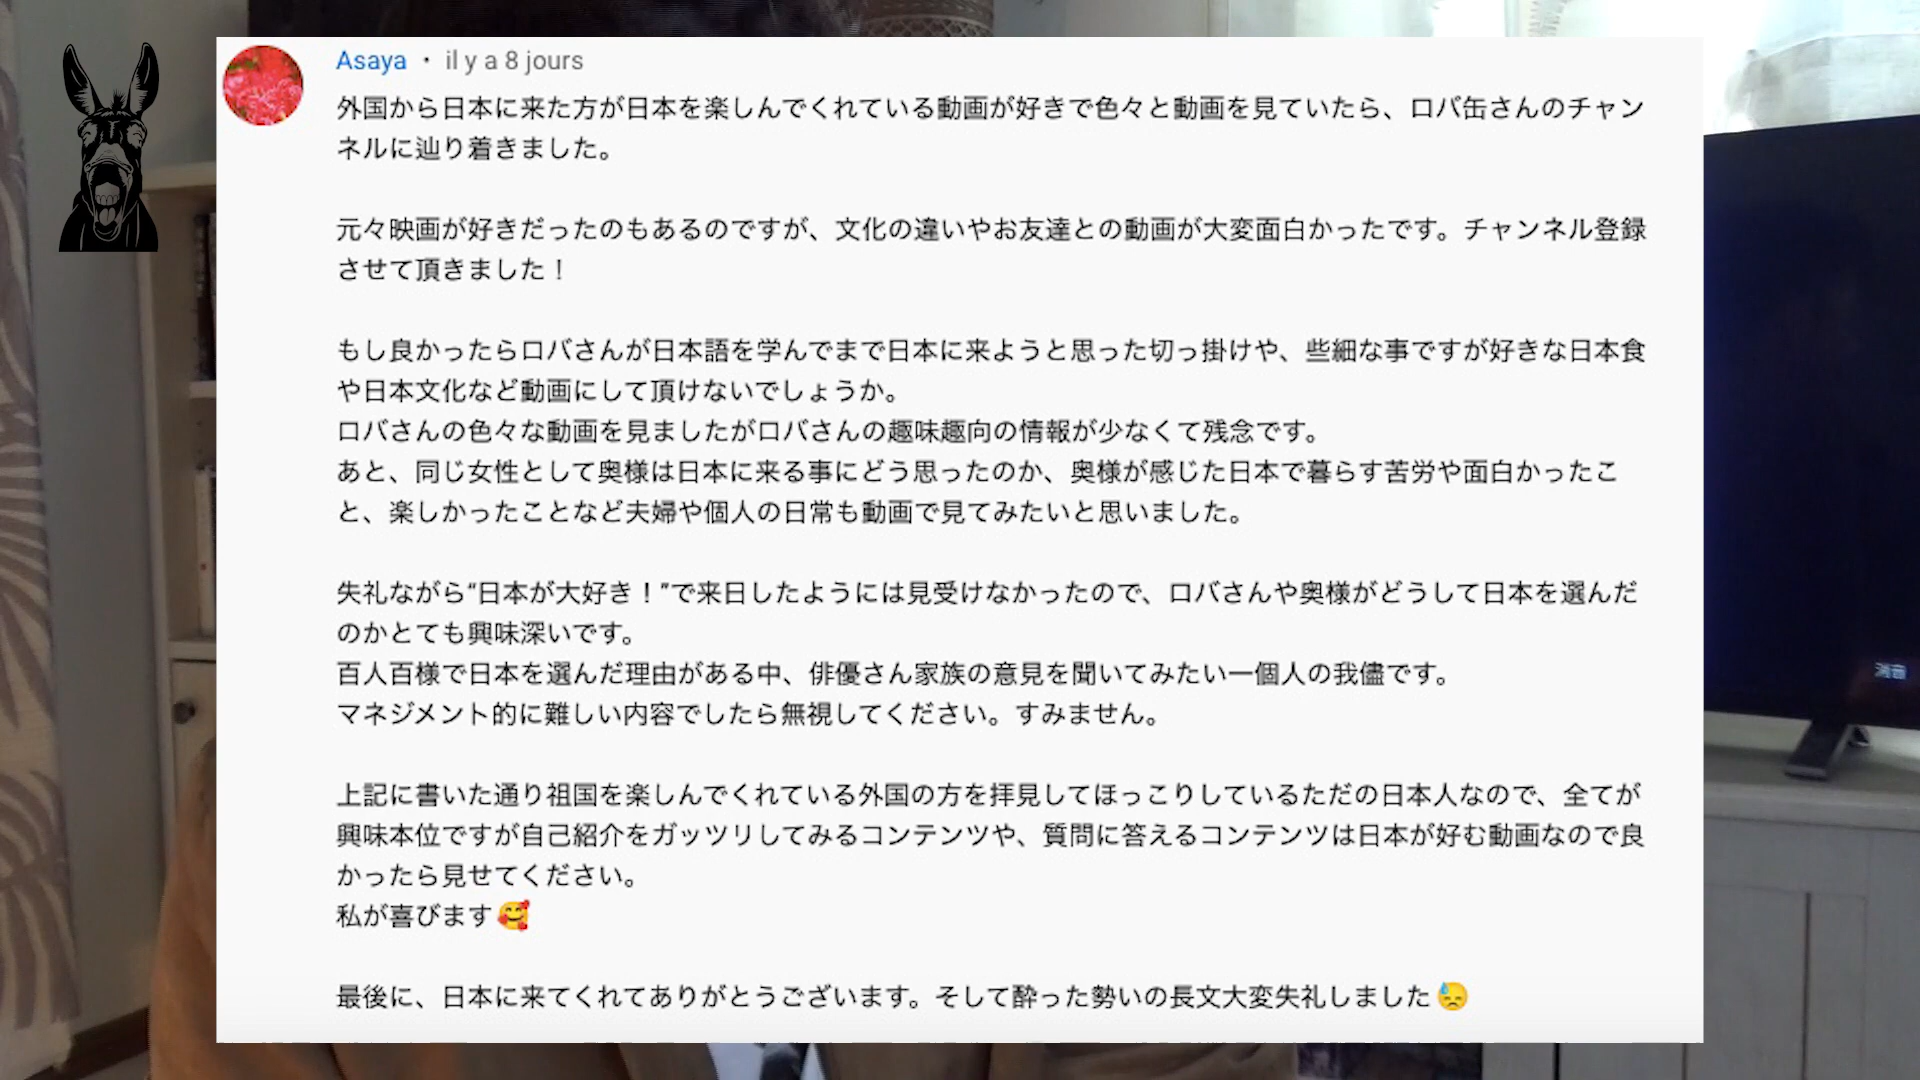 Asaya · il y a 8 jours
外国から日本に来た方が日本を楽しんでくれている動画が好きで色々と動画を見ていたら、ロバ缶さんのチャン
ネルに辿り着きました。
元々映画が好きだったのもあるのですが、文化の違いやお友達との動画が大変面白かったです。チャンネル登録
させて頂きました！
もし良かったらロバさんが日本語を学んでまで日本に来ようと思った切っ掛けや、些細な事ですが好きな日本食
や日本文化など動画にして頂けないでしょうか。
ロバさんの色々な動画を見ましたがロバさんの趣味趣向の情報が少なくて残念です。
あと、同じ女性として奥様は日本に来る事にどう思ったのか、奥様が感じた日本で暮らす苦労や面白かったこ
と、楽しかったことなど夫婦や個人の日常も動画で見てみたいと思いました。
失礼ながら“日本が大好き！”で来日したようには見受けなかったので、ロバさんや奥様がどうして日本を選んだ
のかとても興味深いです。
百人百様で日本を選んだ理由がある中、俳優さん家族の意見を聞いてみたい一個人の我儘です。
マネジメント的に難しい内容でしたら無視してください。すみません。
上記に書いた通り祖国を楽しんでくれている外国の方を拝見してほっこりしているただの日本人なので、全てが
興味本位ですが自己紹介をガッツリしてみるコンテンツや、質問に答えるコンテンツは日本が好む動画なので良
かったら見せてください。
私が喜びます🥰
最後に、日本に来てくれてありがとうございます。そして酔った勢いの長文大変失礼しました😓
消音